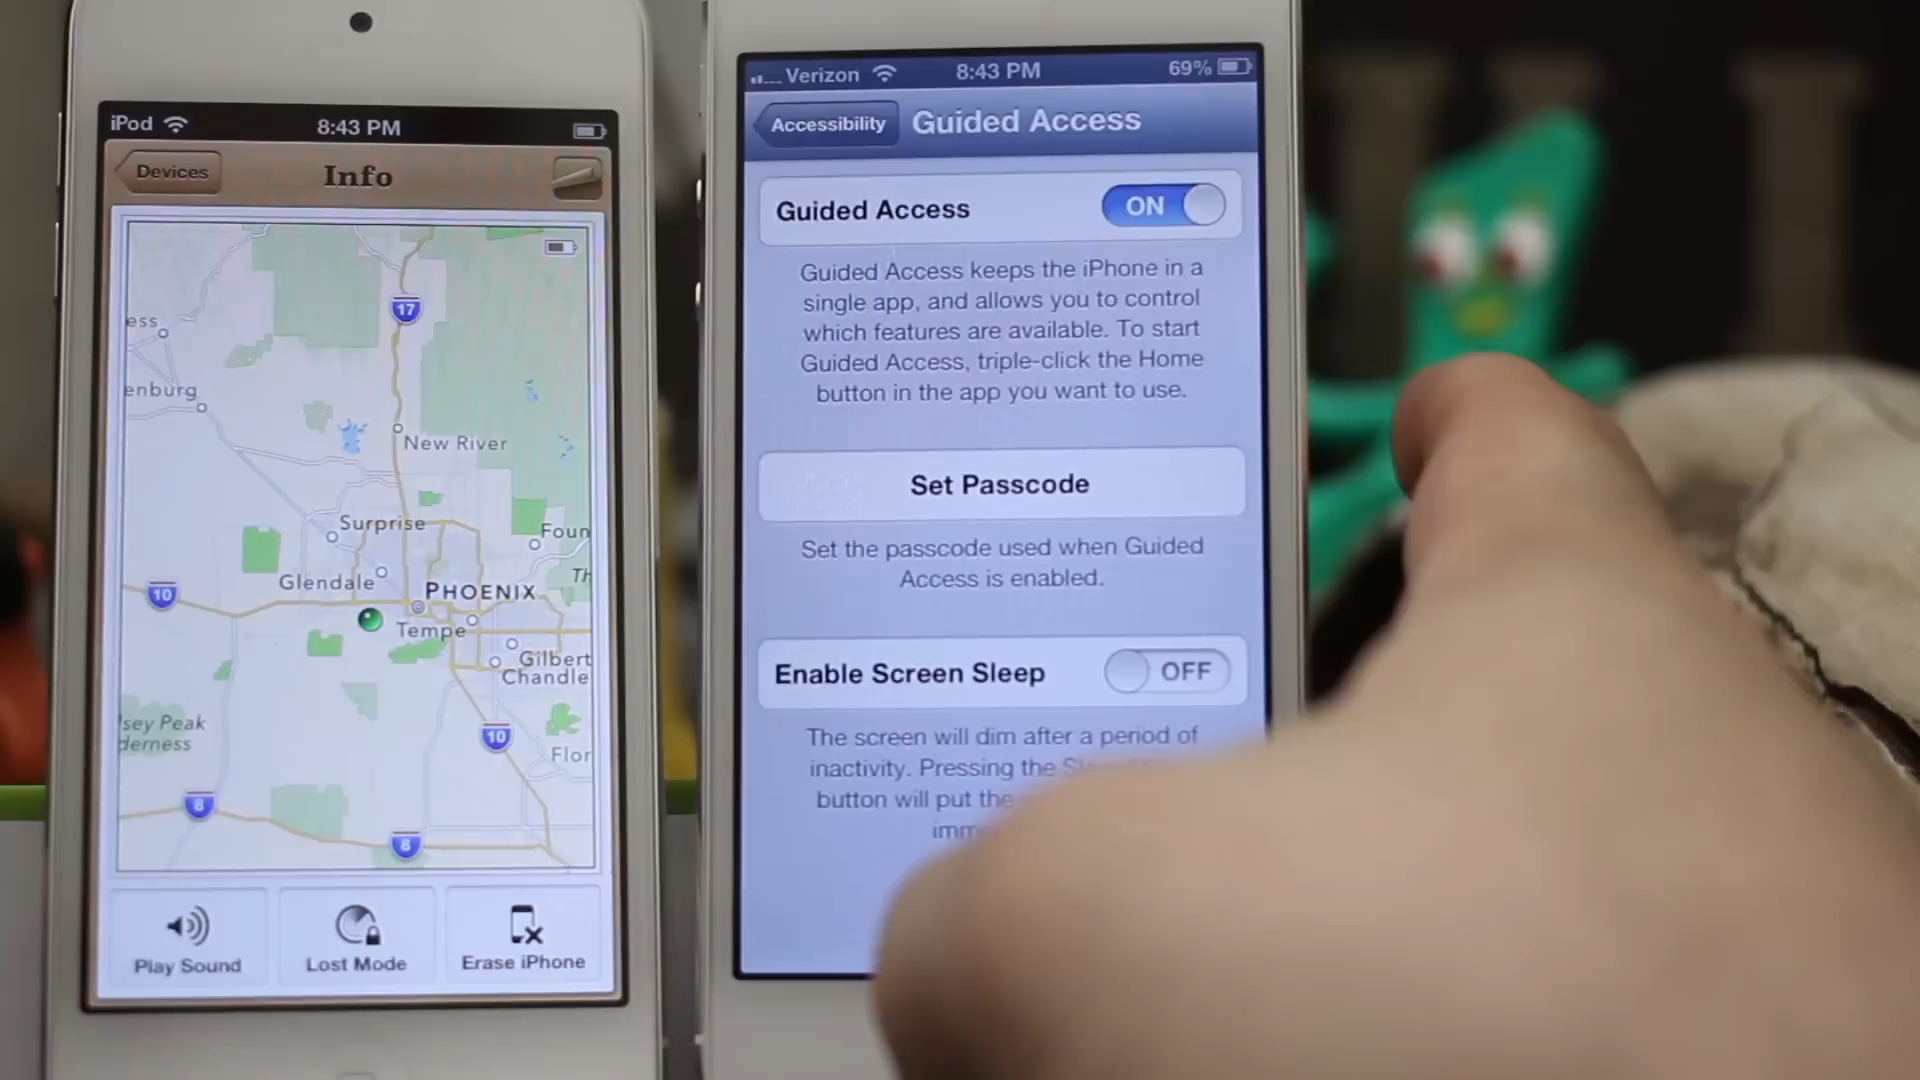 iPod
8:43 PM
Devices
Info
17
ess
enburg
New River
Surprise
Foun
Glendale
PHOENIX
Th
10
Tempe
Gilbert
Chandle
sey Peak
derness
10
Flor
8
8
Play Sound
Lost Mode
Erase iPhone
Verizon
8:43 PM
69%
Accessibility
Guided Access
Guided Access
ON
Guided Access keeps the iPhone in a
single app, and allows you to control
which features are available. To start
Guided Access, triple-click the Home
button in the app you want to use.
Set Passcode
Set the passcode used when Guided
Access is enabled.
Enable Screen Sleep
OFF
The screen will dim after a period of
inactivity. Pressing the
button will put the
imm